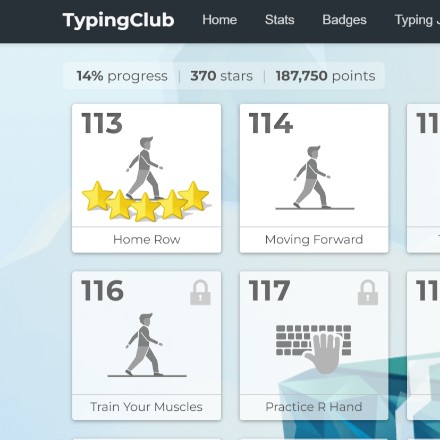 TypingClub Home Stats Badges Typing
14% progress | 370 stars | 187,750 points
113 114 11
Home Row Moving Forward
116 117 11
Train Your Muscles Practice R Hand